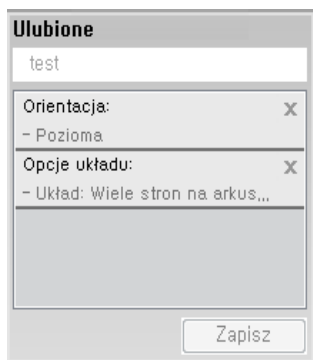 Ulubione
test
Orientacja: X
- Pozioma
Opcje układu: X
- Układ: Wiele stron na arkus,,,
Zapisz